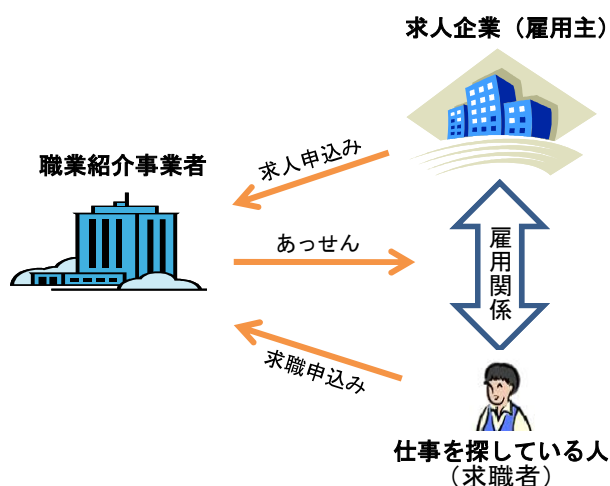 求人企業（雇用主）
職業紹介事業者
求人申込み
あっせん
雇用関係
求職申込み
仕事を探している人
（求職者）